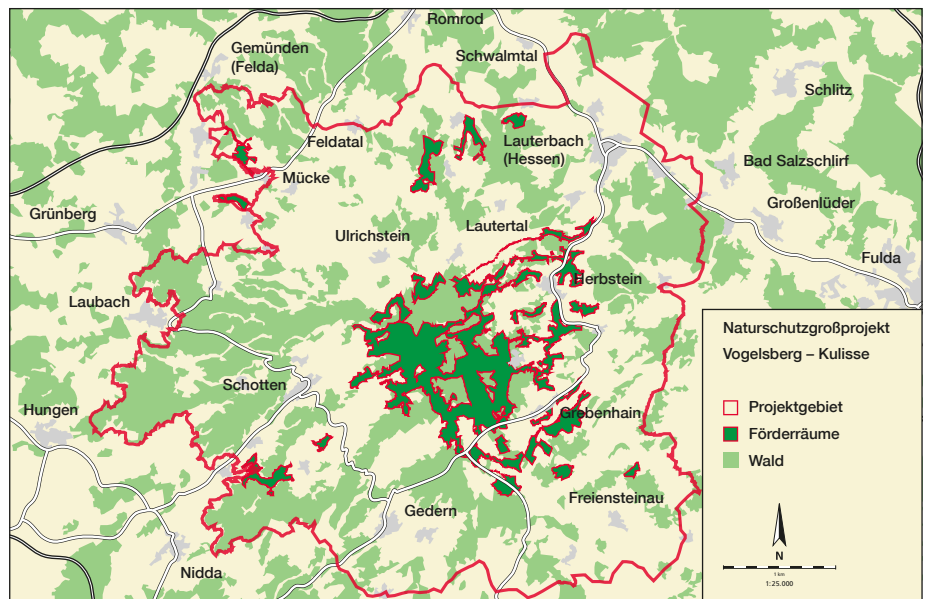 Romrod
Gemünden
(Felda)
Schwalmtal
Schlitz
Feldatal
Lauterbach
(Hessen)
Bad Salzschlirf
Mücke
Großenlüder
Grünberg
Ulrichstein
Lautertal
Fulda
Herbstein
Laubach
Schotten
Hungen
Grebenhain
Freiensteinau
Gedern
Nidda
Naturschutzgroßprojekt
Vogelsberg – Kulisse
Projektgebiet
Förderräume
Wald
N
1 km
1:25.000